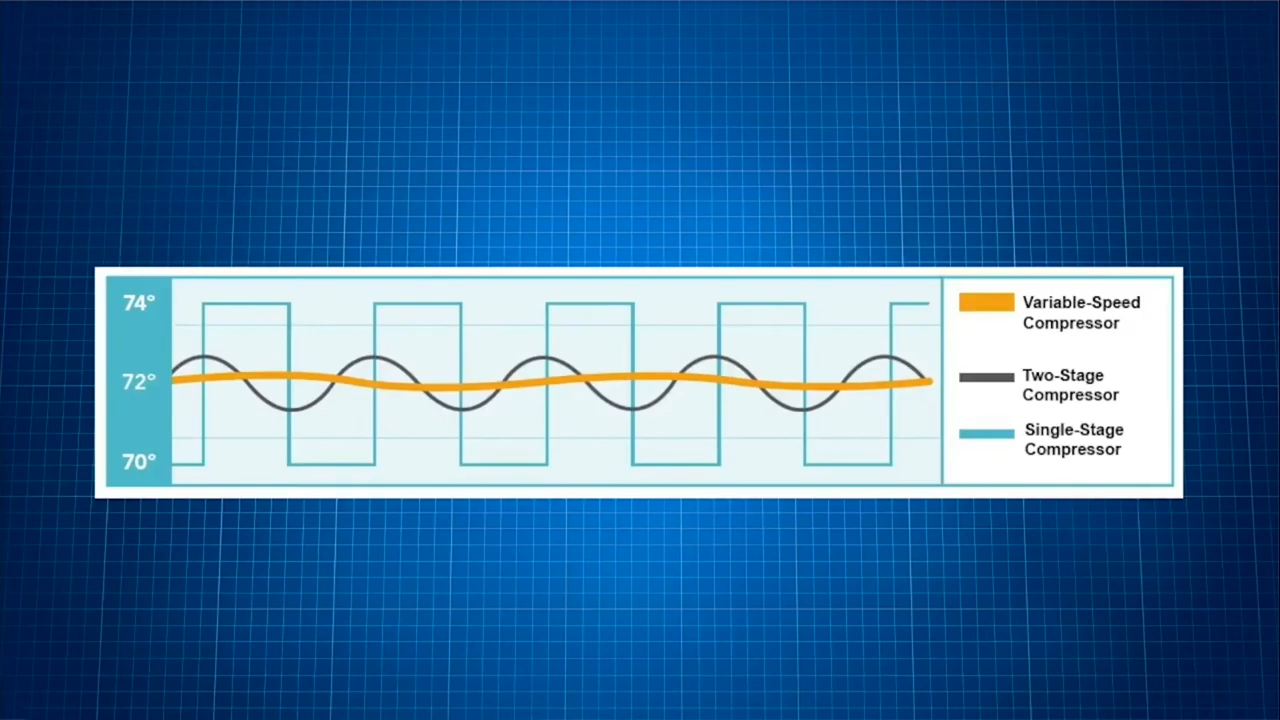 74°
72°
70°
Variable-Speed
Compressor
Two-Stage
Compressor
Single-Stage
Compressor